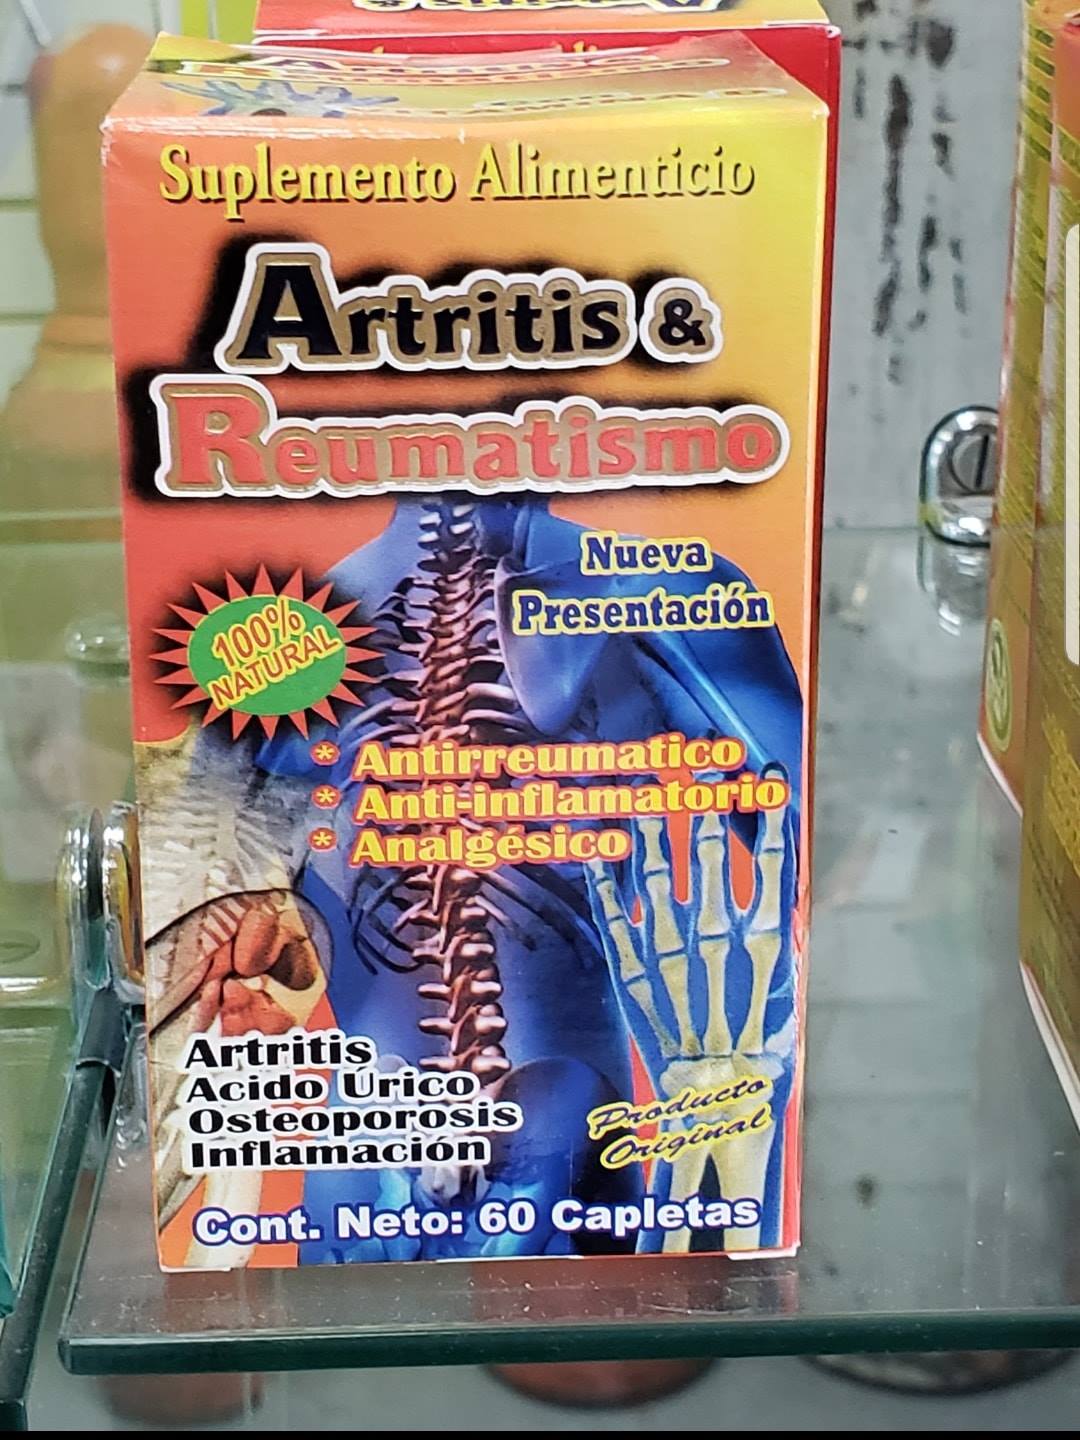 Suplemento Alimenticio
Artritis &
Reumatismo
Nueva
Presentación
100%
NATURAL
* Antirreumatico
* Anti-inflamatorio
* Analgésico
Artritis
Acido Úrico
Osteoporosis
Inflamación
Producto
Original
Cont. Neto: 60 Capletas